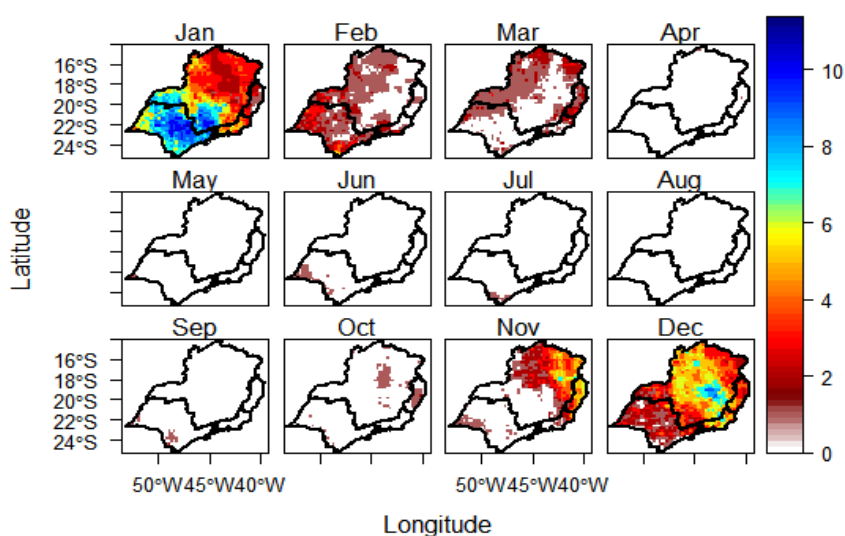 Jan Feb Mar Apr
16°S
18°S
20°S
22°S
24°S
May Jun Jul Aug
Sep Oct Nov Dec
16°S
18°S
20°S
22°S
24°S
50°W45°W40°W 50°W45°W40°W
Longitude
Latitude
10
8
6
4
2
0